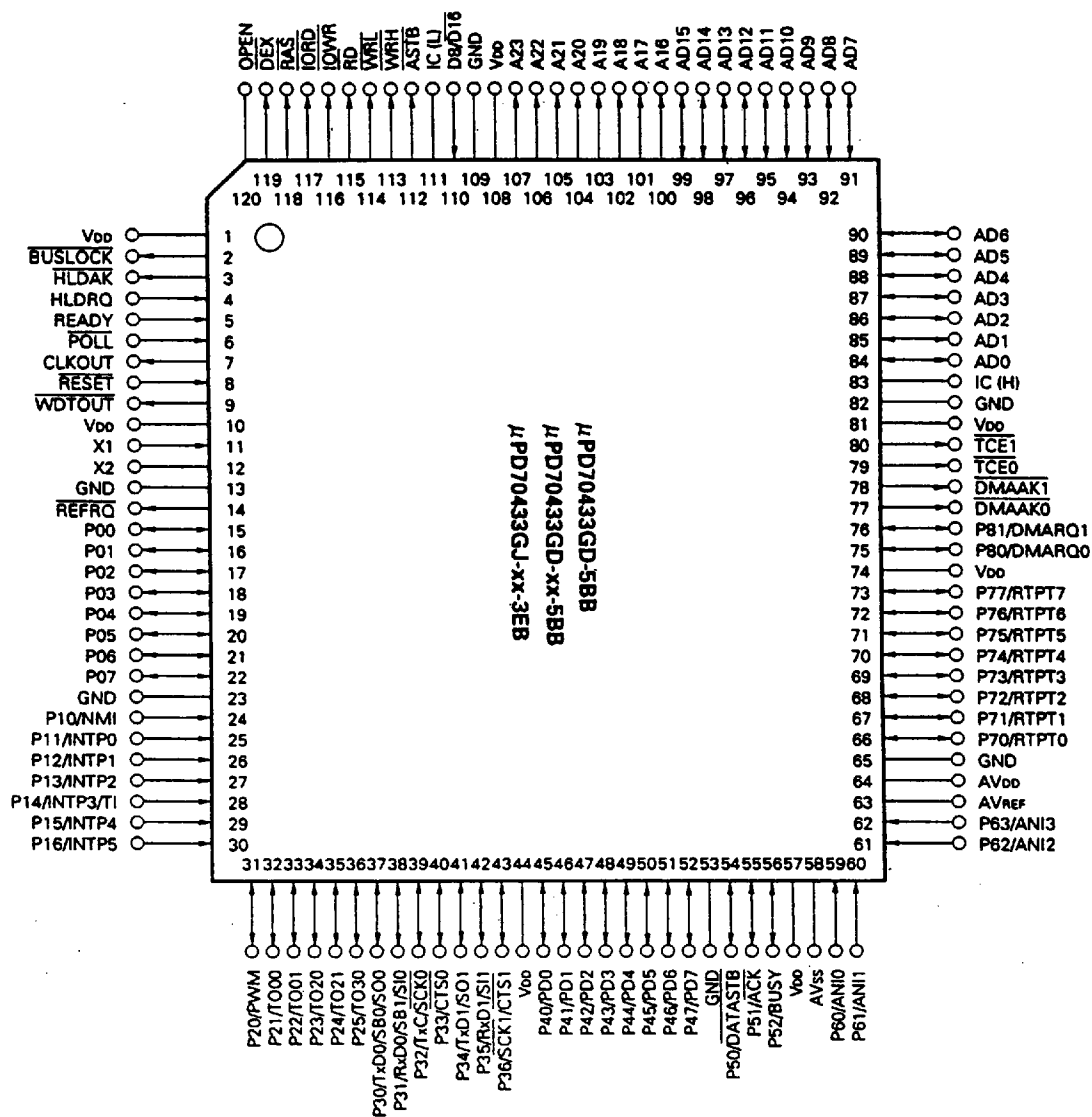 OPEN
DEX
RAS
IORD
IOWR
RD
WRL
WRH
ASTB
IC (L)
D8/D16
GND
VDD
A23
A22
A21
A20
A19
A18
A17
A16
AD15
AD14
AD13
AD12
AD11
AD10
AD9
AD8
AD7
119 117 115 113 111 109 107 105 103 101 99 97 95 93 91
120 118 116 114 112 110 108 106 104 102 100 98 96 94 92
VDD 1 90 AD6
BUSLOCK 2 89 AD5
HLDAK 3 88 AD4
HLDRQ 4 87 AD3
READY 5 86 AD2
POLL 6 85 AD1
CLKOUT 7 84 AD0
RESET 8 83 IC (H)
WDTOUT 9 82 GND
VDD 10 81 VDD
X1 11 80 TCE1
X2 12 79 TCE0
GND 13 78 DMAAK1
REFRQ 14 77 DMAAK0
P00 15 76 P81/DMARQ1
P01 16 75 P80/DMARQ0
P02 17 74 VDD
P03 18 73 P77/RTPT7
P04 19 72 P76/RTPT6
P05 20 71 P75/RTPT5
P06 21 70 P74/RTPT4
P07 22 69 P73/RTPT3
GND 23 68 P72/RTPT2
P10/NMI 24 67 P71/RTPT1
P11/INTP0 25 66 P70/RTPT0
P12/INTP1 26 65 GND
P13/INTP2 27 64 AVDD
P14/INTP3/TI 28 63 AVREF
P15/INTP4 29 62 P63/ANI3
P16/INTP5 30 61 P62/ANI2
μPD70433GD-5BB
μPD70433GD-xx-5BB
μPD70433GJ-xx-3EB
31 32 33 34 35 36 37 38 39 40 41 42 43 44 45 46 47 48 49 50 51 52 53 54 55 56 57 58 59 60
P20/PWM
P21/TO00
P22/TO01
P23/TO20
P24/TO21
P25/TO30
P30/TxD0/SB0/SO0
P31/RxD0/SB1/SI0
P32/TxC/SCK0
P33/CTS0
P34/TxD1/SO1
P35/RxD1/SI1
P36/SCK1/CTS1
VDD
P40/PD0
P41/PD1
P42/PD2
P43/PD3
P44/PD4
P45/PD5
P46/PD6
P47/PD7
GND
P50/DATASTB
P51/ACK
P52/BUSY
VDD
AVSS
P60/ANI0
P61/ANI1